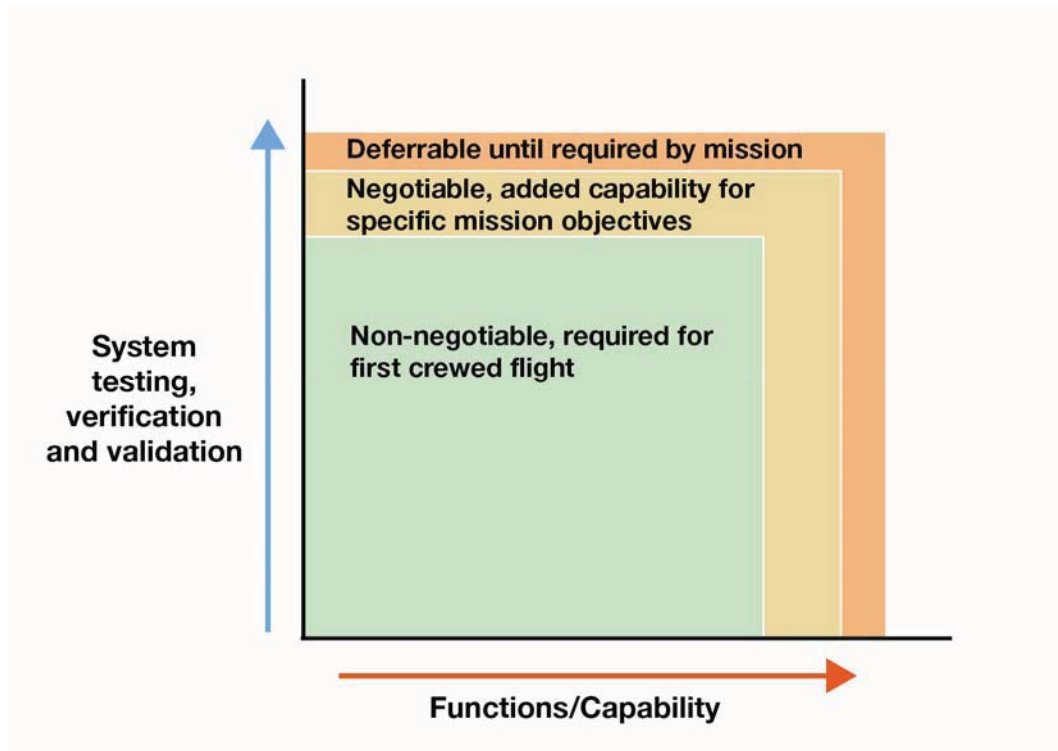 Deferrable until required by mission
Negotiable, added capability for
specific mission objectives
Non-negotiable, required for
first crewed flight
System
testing,
verification
and validation
Functions/Capability